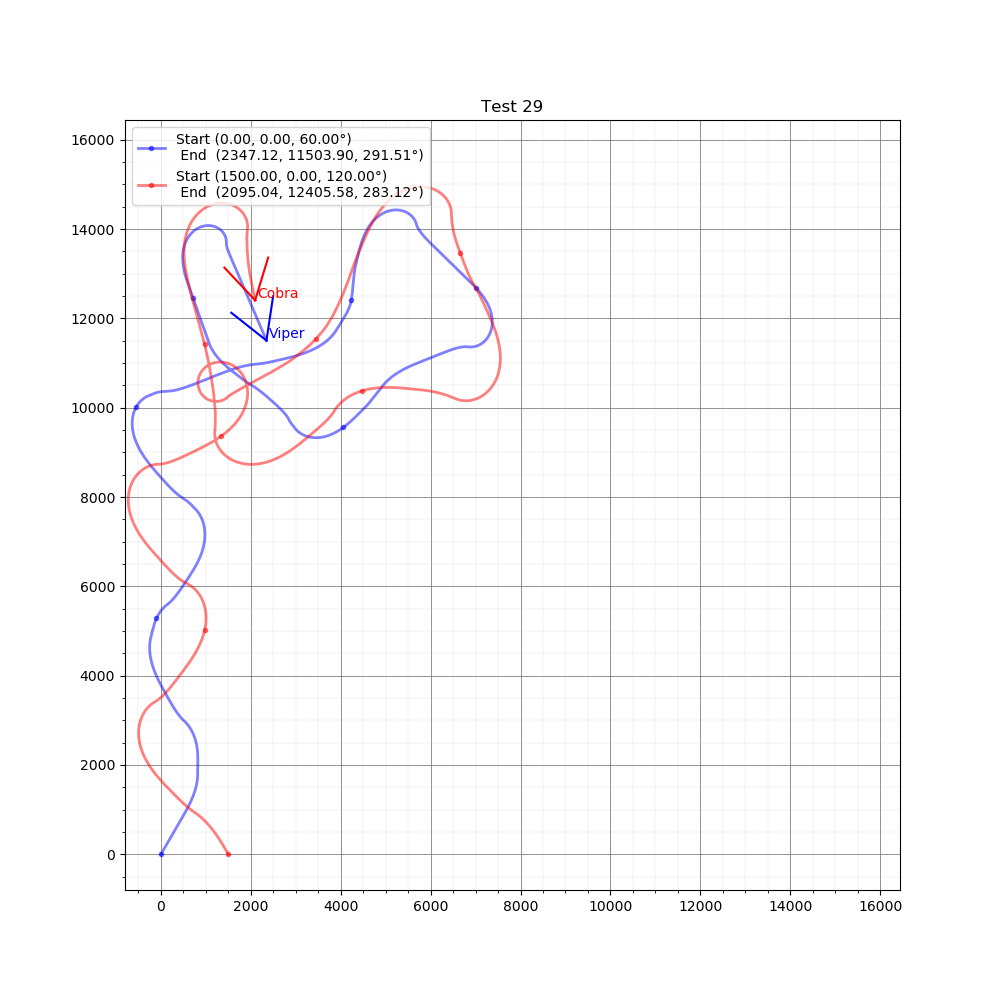 Test 29
Start (0.00, 0.00, 60.00°)
End (2347.12, 11503.90, 291.51°)
Start (1500.00, 0.00, 120.00°)
End (2095.04, 12405.58, 283.12°)
16000
14000
12000
10000
8000
6000
4000
2000
0
Cobra
Viper
0 2000 4000 6000 8000 10000 12000 14000 16000